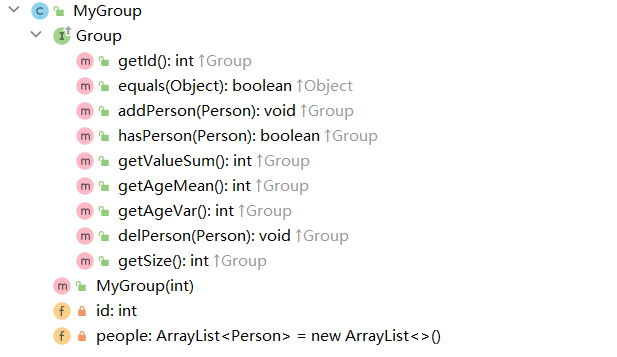 MyGroup
Group
getId(): int ↑Group
equals(Object): boolean ↑Object
addPerson(Person): void ↑Group
hasPerson(Person): boolean ↑Group
getValueSum(): int ↑Group
getAgeMean(): int ↑Group
getAgeVar(): int ↑Group
delPerson(Person): void ↑Group
getSize(): int ↑Group
MyGroup(int)
id: int
people: ArrayList<Person> = new ArrayList<>()